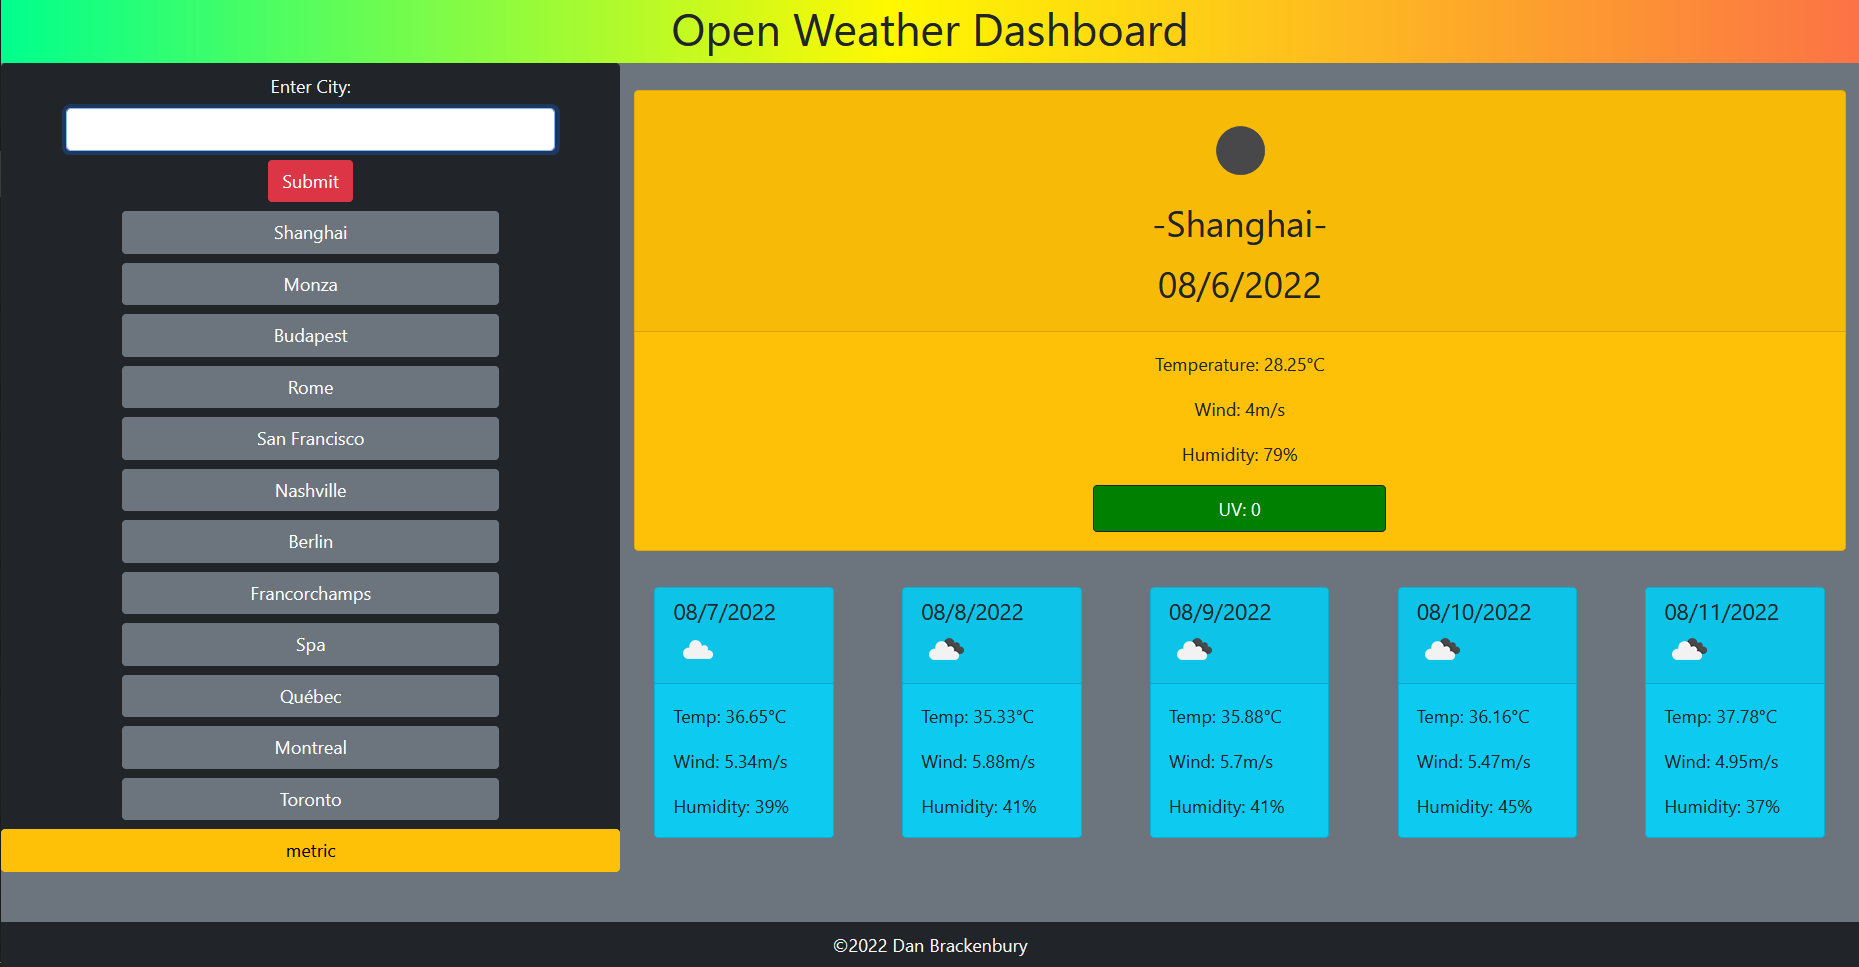 Open Weather Dashboard
Enter City:
Submit
Shanghai
Monza
Budapest
Rome
San Francisco
Nashville
Berlin
Francorchamps
Spa
Québec
Montreal
Toronto
metric
-Shanghai-
08/6/2022
Temperature: 28.25°C
Wind: 4m/s
Humidity: 79%
UV: 0
08/7/2022
Temp: 36.65°C
Wind: 5.34m/s
Humidity: 39%
08/8/2022
Temp: 35.33°C
Wind: 5.88m/s
Humidity: 41%
08/9/2022
Temp: 35.88°C
Wind: 5.7m/s
Humidity: 41%
08/10/2022
Temp: 36.16°C
Wind: 5.47m/s
Humidity: 45%
08/11/2022
Temp: 37.78°C
Wind: 4.95m/s
Humidity: 37%
©2022 Dan Brackenbury